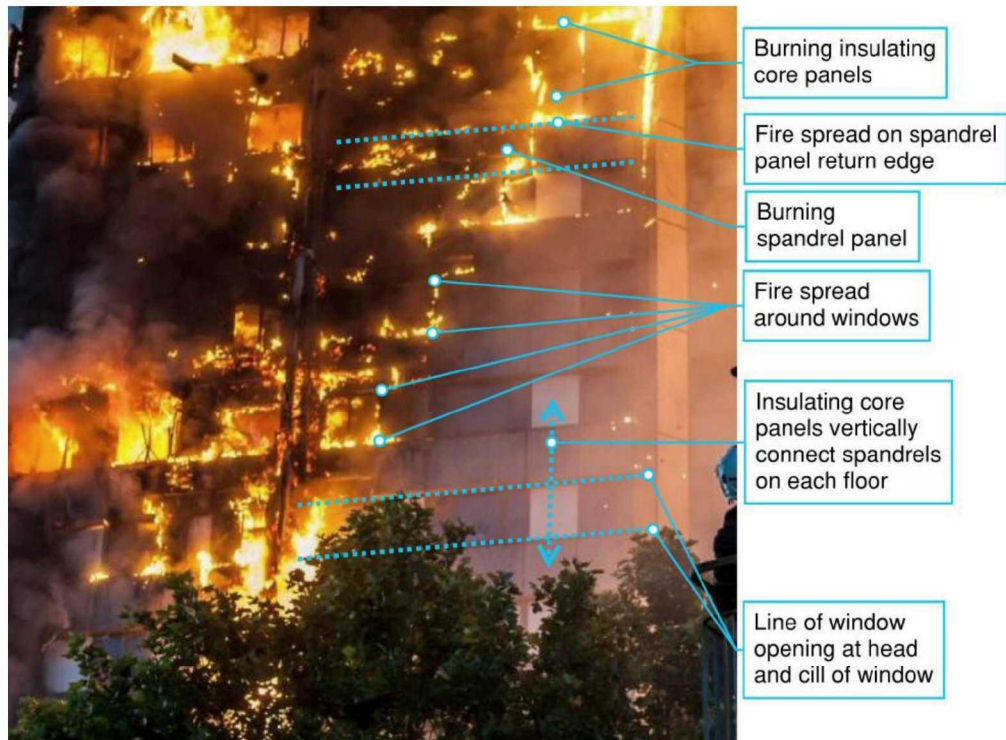 Burning insulating
core panels
Fire spread on spandrel
panel return edge
Burning
spandrel panel
Fire spread
around windows
Insulating core
panels vertically
connect spandrels
on each floor
Line of window
opening at head
and cill of window